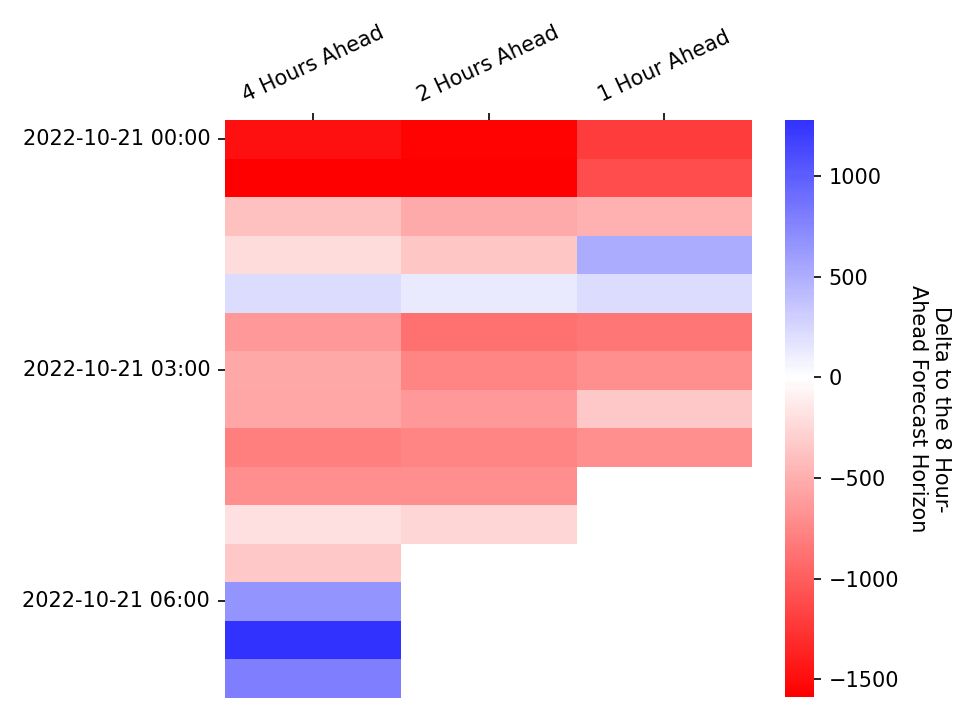 4 Hours Ahead
2 Hours Ahead
1 Hour Ahead
2022-10-21 00:00
2022-10-21 03:00
2022-10-21 06:00
1000
500
0
−500
−1000
−1500
Delta to the 8 Hour-
Ahead Forecast Horizon